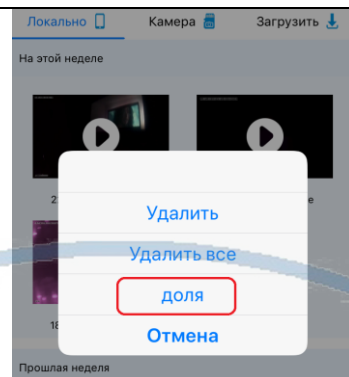 Локально Камера Загрузить
На этой неделе
Удалить
Удалить все
доля
Отмена
Прошлая неделя